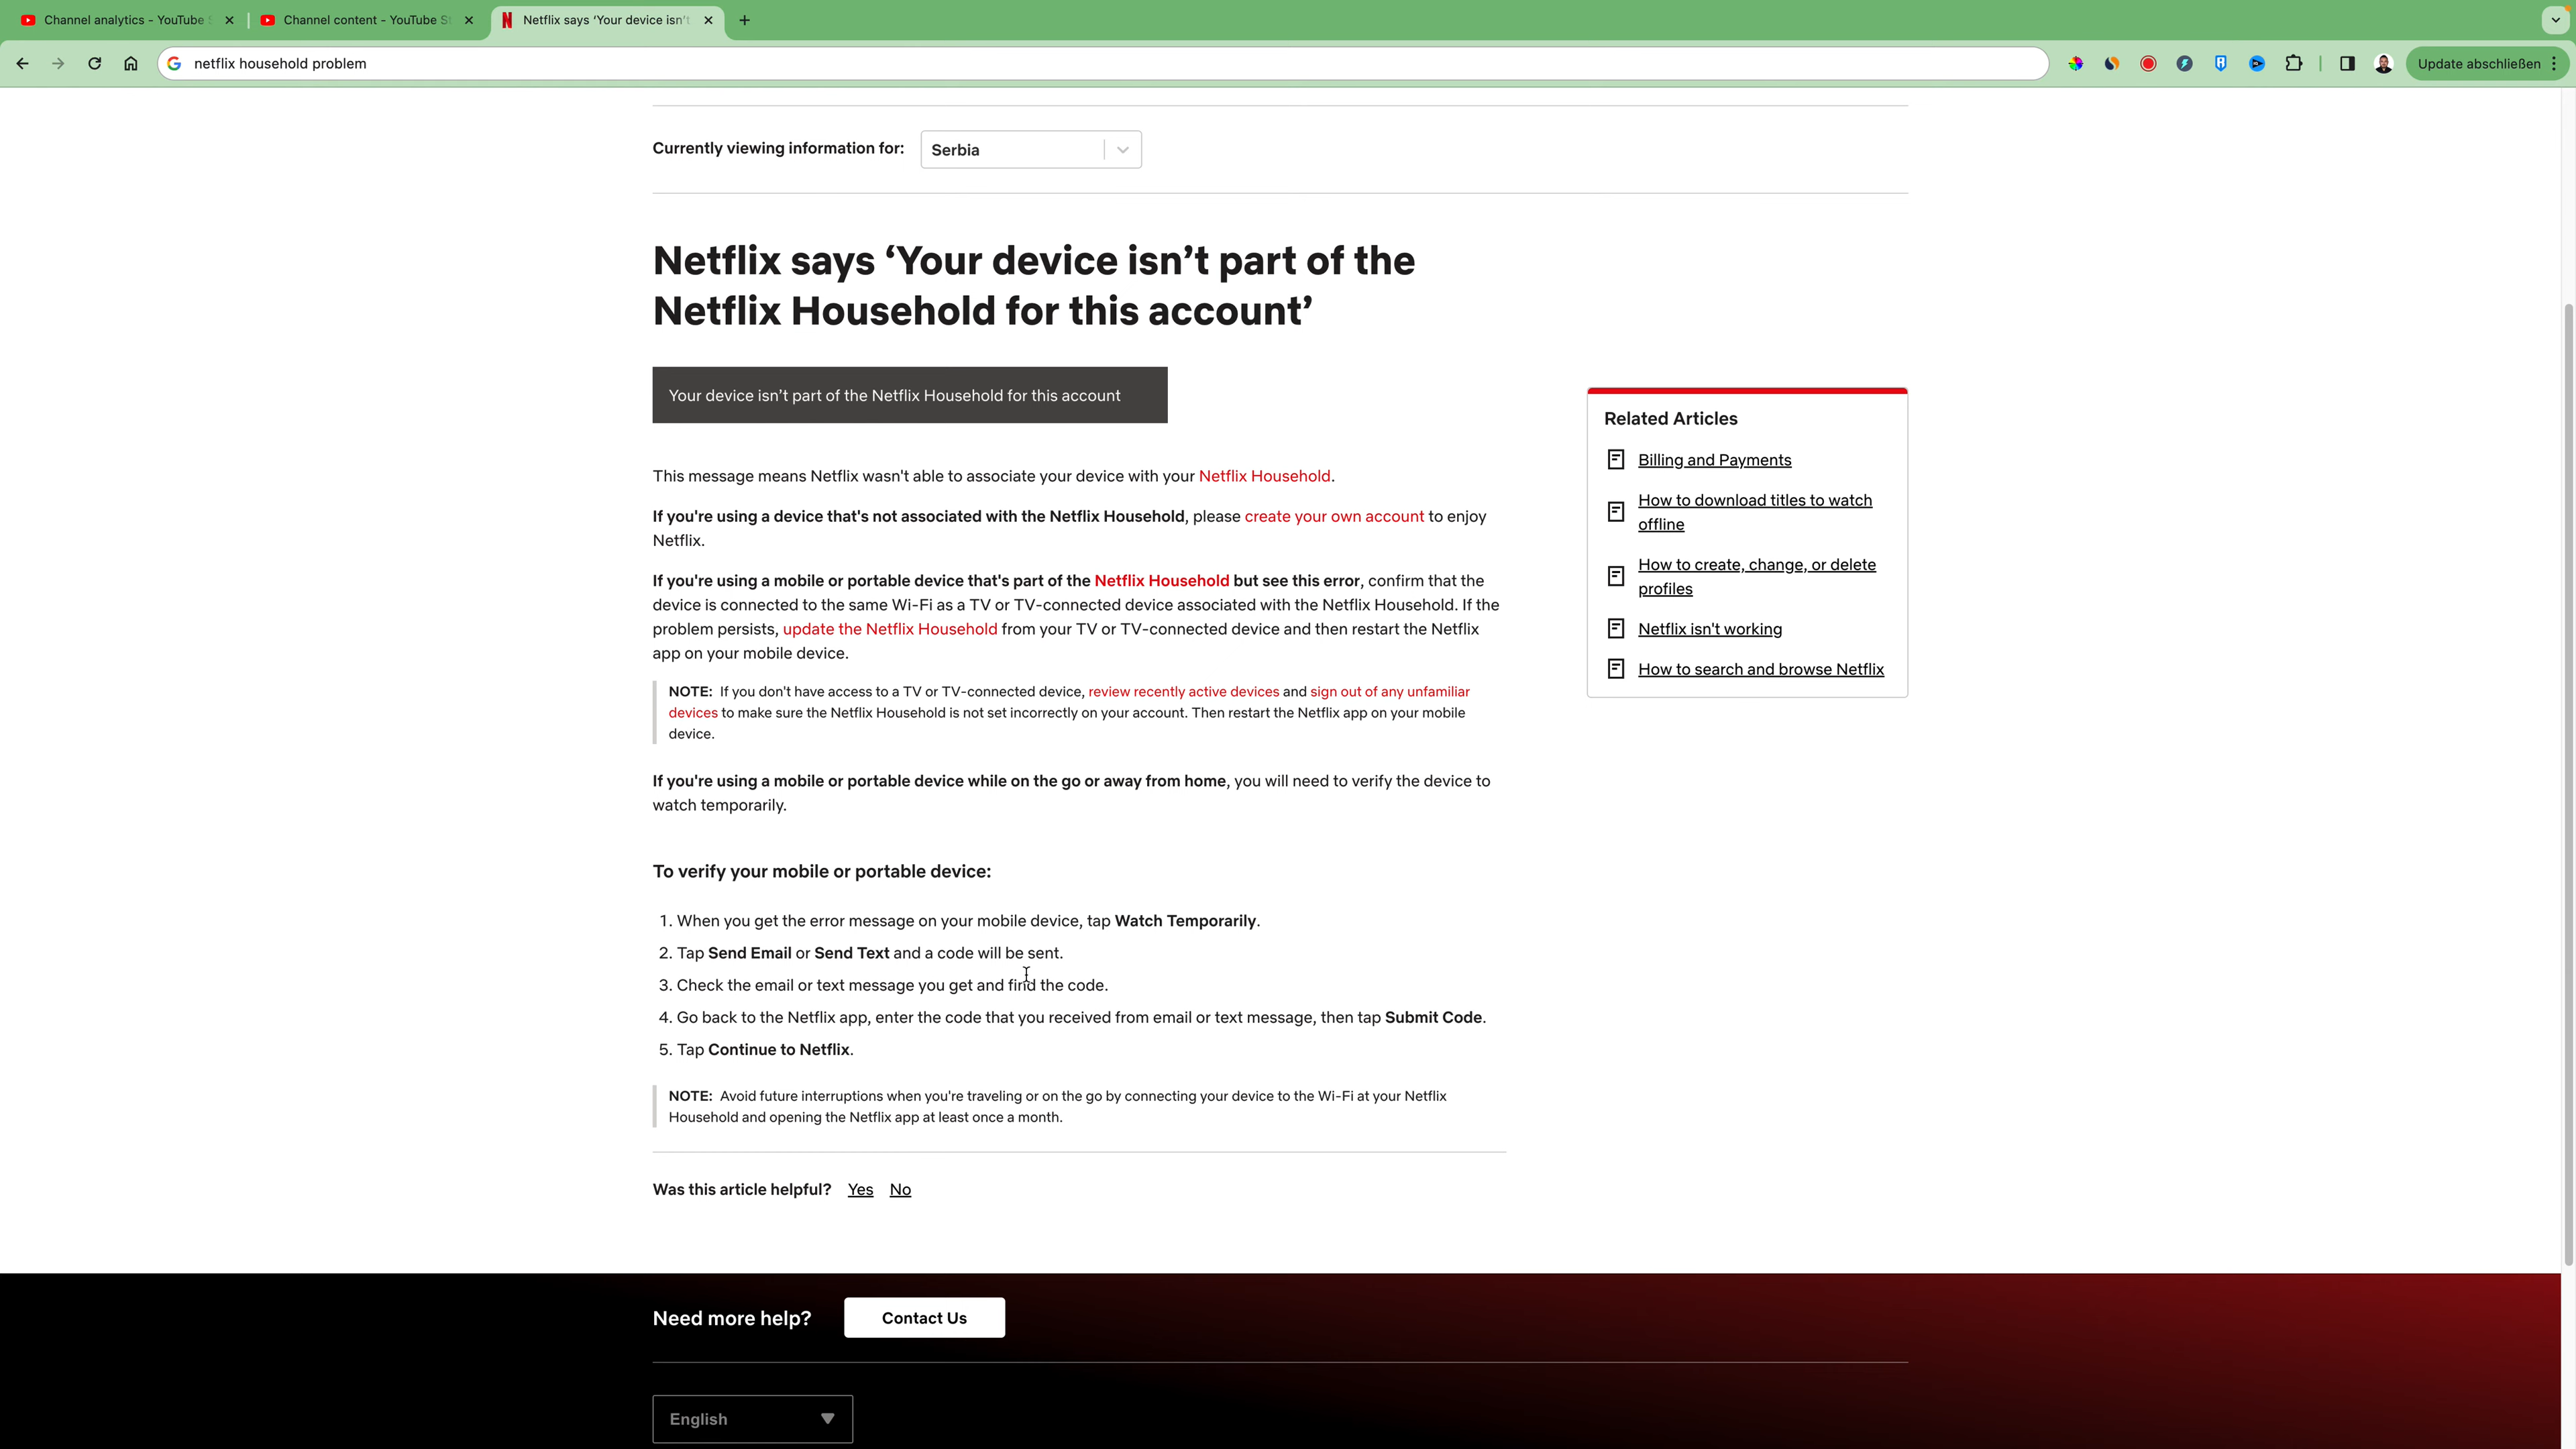 Channel analytics - YouTube
Channel content - YouTube St
Netflix says ‘Your device isn’t
netflix household problem
Update abschließen
Currently viewing information for:
Serbia
Netflix says ‘Your device isn’t part of the
Netflix Household for this account’
Your device isn’t part of the Netflix Household for this account
This message means Netflix wasn't able to associate your device with your Netflix Household.
If you're using a device that's not associated with the Netflix Household, please create your own account to enjoy
Netflix.
If you're using a mobile or portable device that's part of the Netflix Household but see this error, confirm that the
device is connected to the same Wi-Fi as a TV or TV-connected device associated with the Netflix Household. If the
problem persists, update the Netflix Household from your TV or TV-connected device and then restart the Netflix
app on your mobile device.
NOTE: If you don't have access to a TV or TV-connected device, review recently active devices and sign out of any unfamiliar
devices to make sure the Netflix Household is not set incorrectly on your account. Then restart the Netflix app on your mobile
device.
If you're using a mobile or portable device while on the go or away from home, you will need to verify the device to
watch temporarily.
To verify your mobile or portable device:
1. When you get the error message on your mobile device, tap Watch Temporarily.
2. Tap Send Email or Send Text and a code will be sent.
3. Check the email or text message you get and find the code.
4. Go back to the Netflix app, enter the code that you received from email or text message, then tap Submit Code.
5. Tap Continue to Netflix.
NOTE: Avoid future interruptions when you're traveling or on the go by connecting your device to the Wi-Fi at your Netflix
Household and opening the Netflix app at least once a month.
Was this article helpful? Yes No
Related Articles
Billing and Payments
How to download titles to watch
offline
How to create, change, or delete
profiles
Netflix isn't working
How to search and browse Netflix
Need more help?
Contact Us
English